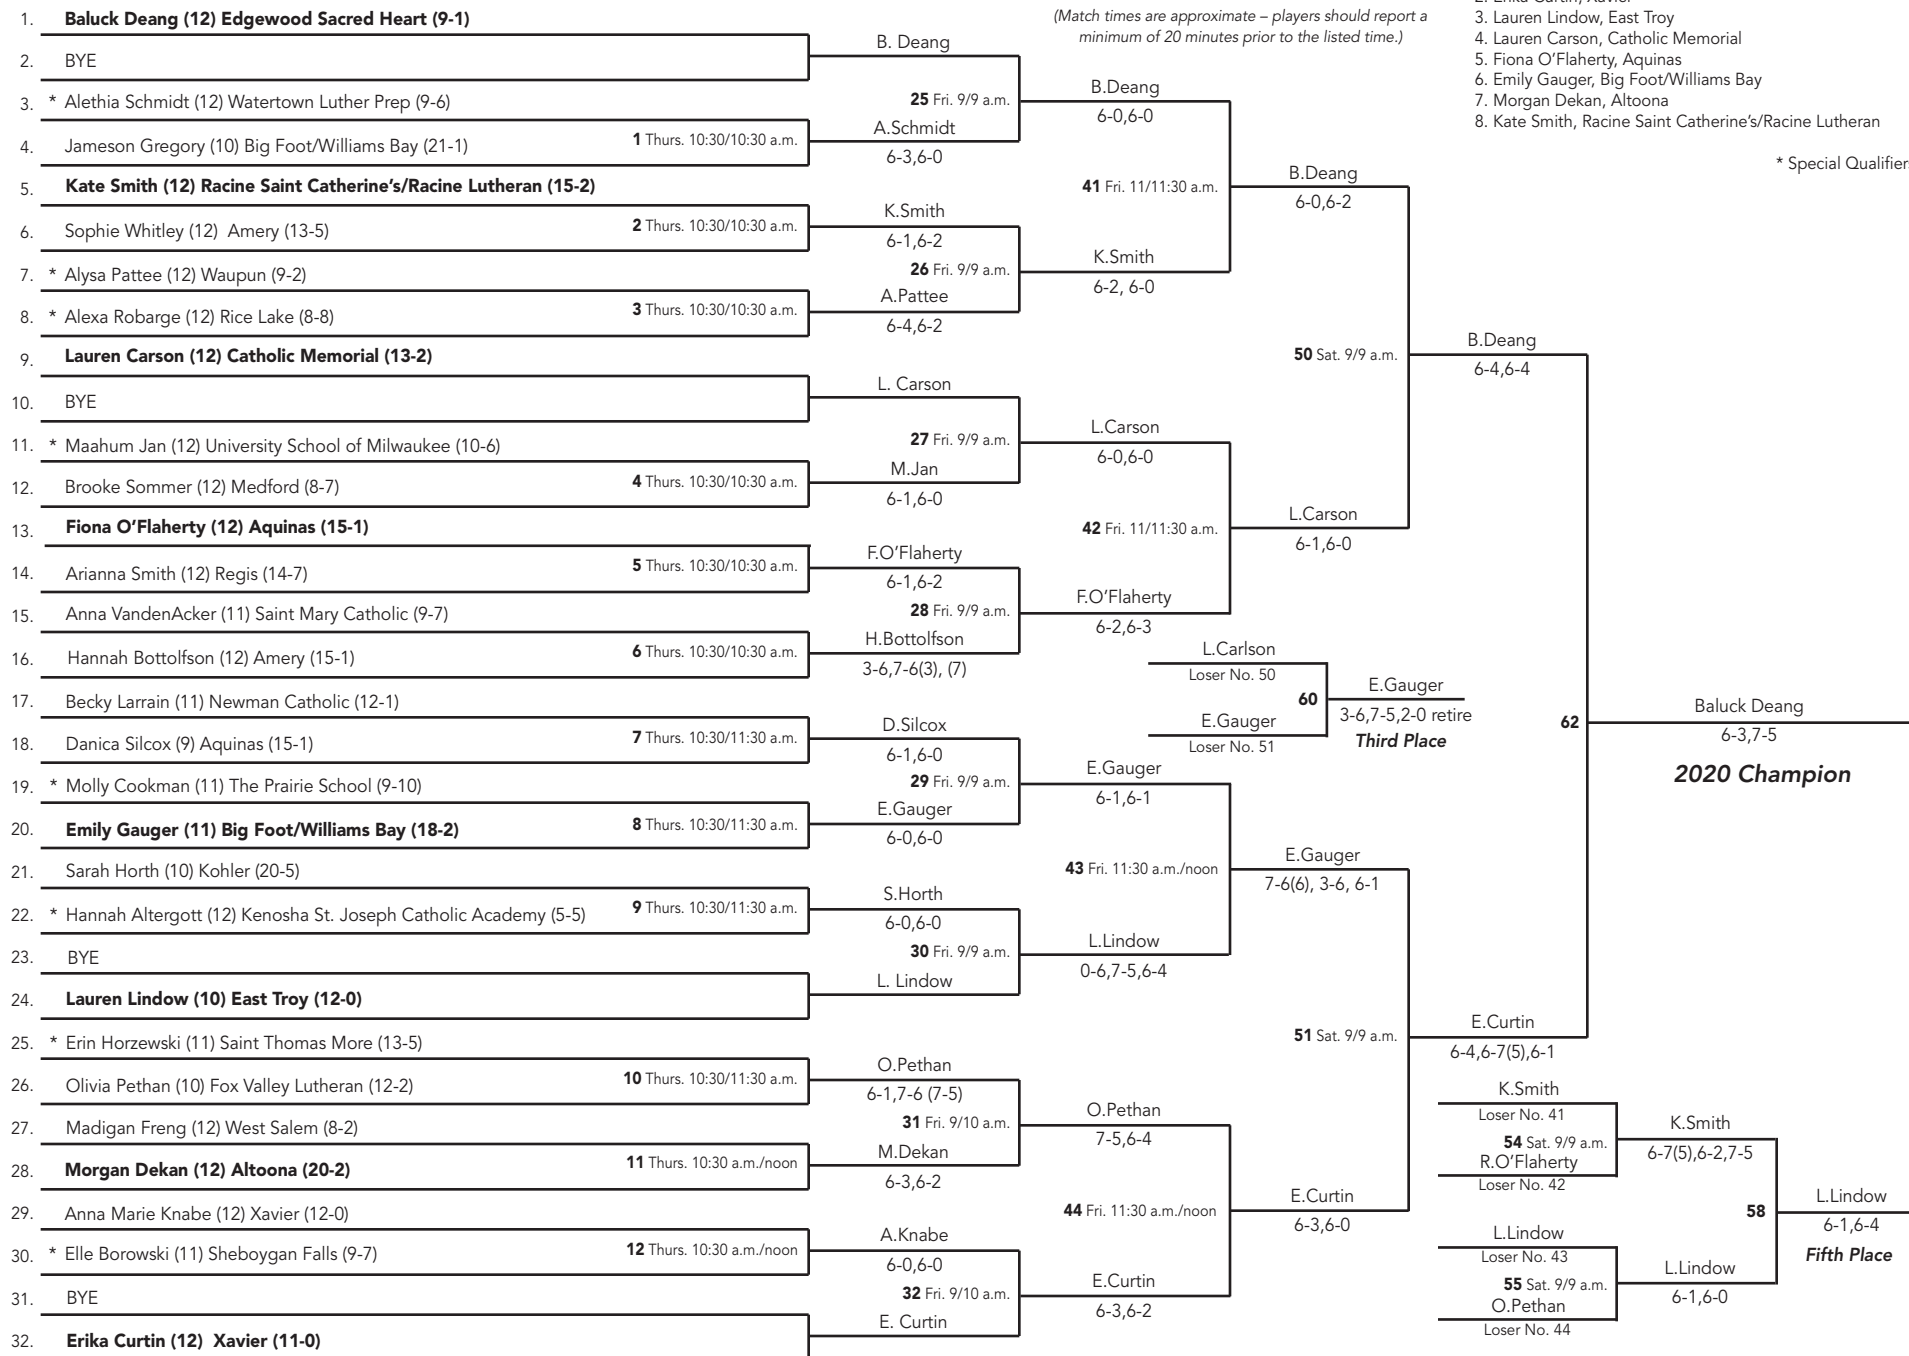 1. Baluck Deang (12) Edgewood Sacred Heart (9-1)
2. BYE
3. * Alethia Schmidt (12) Watertown Luther Prep (9-6)
4. Jameson Gregory (10) Big Foot/Williams Bay (21-1)
1 Thurs. 10:30/10:30 a.m.
5. Kate Smith (12) Racine Saint Catherine's/Racine Lutheran (15-2)
6. Sophie Whitley (12) Amery (13-5)
2 Thurs. 10:30/10:30 a.m.
7. * Alysa Pattee (12) Waupun (9-2)
8. * Alexa Robarge (12) Rice Lake (8-8)
3 Thurs. 10:30/10:30 a.m.
9. Lauren Carson (12) Catholic Memorial (13-2)
10. BYE
11. * Maahum Jan (12) University School of Milwaukee (10-6)
12. Brooke Sommer (12) Medford (8-7)
4 Thurs. 10:30/10:30 a.m.
13. Fiona O'Flaherty (12) Aquinas (15-1)
14. Arianna Smith (12) Regis (14-7)
5 Thurs. 10:30/10:30 a.m.
15. Anna VandenAcker (11) Saint Mary Catholic (9-7)
16. Hannah Bottolfson (12) Amery (15-1)
6 Thurs. 10:30/10:30 a.m.
17. Becky Larrain (11) Newman Catholic (12-1)
18. Danica Silcox (9) Aquinas (15-1)
7 Thurs. 10:30/11:30 a.m.
19. * Molly Cookman (11) The Prairie School (9-10)
20. Emily Gauger (11) Big Foot/Williams Bay (18-2)
8 Thurs. 10:30/11:30 a.m.
21. Sarah Horth (10) Kohler (20-5)
22. * Hannah Altergott (12) Kenosha St. Joseph Catholic Academy (5-5)
9 Thurs. 10:30/11:30 a.m.
23. BYE
24. Lauren Lindow (10) East Troy (12-0)
25. * Erin Horzewski (11) Saint Thomas More (13-5)
26. Olivia Pethan (10) Fox Valley Lutheran (12-2)
10 Thurs. 10:30/11:30 a.m.
27. Madigan Freng (12) West Salem (8-2)
28. Morgan Dekan (12) Altoona (20-2)
11 Thurs. 10:30 a.m./noon
29. Anna Marie Knabe (12) Xavier (12-0)
30. * Elle Borowski (11) Sheboygan Falls (9-7)
12 Thurs. 10:30 a.m./noon
31. BYE
32. Erika Curtin (12) Xavier (11-0)
B. Deang
25 Fri. 9/9 a.m.
A.Schmidt
6-3,6-0
K.Smith
6-1,6-2
26 Fri. 9/9 a.m.
A.Pattee
6-4,6-2
L. Carson
27 Fri. 9/9 a.m.
M.Jan
6-1,6-0
F.O'Flaherty
6-1,6-2
28 Fri. 9/9 a.m.
H.Bottolfson
3-6,7-6(3), (7)
D.Silcox
6-1,6-0
29 Fri. 9/9 a.m.
E.Gauger
6-0,6-0
S.Horth
6-0,6-0
30 Fri. 9/9 a.m.
L. Lindow
O.Pethan
6-1,7-6 (7-5)
31 Fri. 9/10 a.m.
M.Dekan
6-3,6-2
A.Knabe
6-0,6-0
32 Fri. 9/10 a.m.
E. Curtin
(Match times are approximate – players should report a
minimum of 20 minutes prior to the listed time.)
B.Deang
6-0,6-0
41 Fri. 11/11:30 a.m.
K.Smith
6-2, 6-0
L.Carson
6-0,6-0
42 Fri. 11/11:30 a.m.
F.O'Flaherty
6-2,6-3
E.Gauger
6-1,6-1
43 Fri. 11:30 a.m./noon
L.Lindow
0-6,7-5,6-4
O.Pethan
7-5,6-4
44 Fri. 11:30 a.m./noon
E.Curtin
6-3,6-2
B.Deang
6-0,6-2
50 Sat. 9/9 a.m.
L.Carson
6-1,6-0
E.Gauger
7-6(6), 3-6, 6-1
51 Sat. 9/9 a.m.
E.Curtin
6-3,6-0
B.Deang
6-4,6-4
62
E.Curtin
6-4,6-7(5),6-1
Baluck Deang
6-3,7-5
2020 Champion
L.Carlson
Loser No. 50
60
E.Gauger
Loser No. 51
E.Gauger
3-6,7-5,2-0 retire
Third Place
K.Smith
Loser No. 41
54 Sat. 9/9 a.m.
R.O'Flaherty
Loser No. 42
K.Smith
6-7(5),6-2,7-5
58
L.Lindow
Loser No. 43
55 Sat. 9/9 a.m.
O.Pethan
Loser No. 44
L.Lindow
6-1,6-0
L.Lindow
6-1,6-4
Fifth Place
2. Erika Curtin, Xavier
3. Lauren Lindow, East Troy
4. Lauren Carson, Catholic Memorial
5. Fiona O'Flaherty, Aquinas
6. Emily Gauger, Big Foot/Williams Bay
7. Morgan Dekan, Altoona
8. Kate Smith, Racine Saint Catherine's/Racine Lutheran
* Special Qualifiers